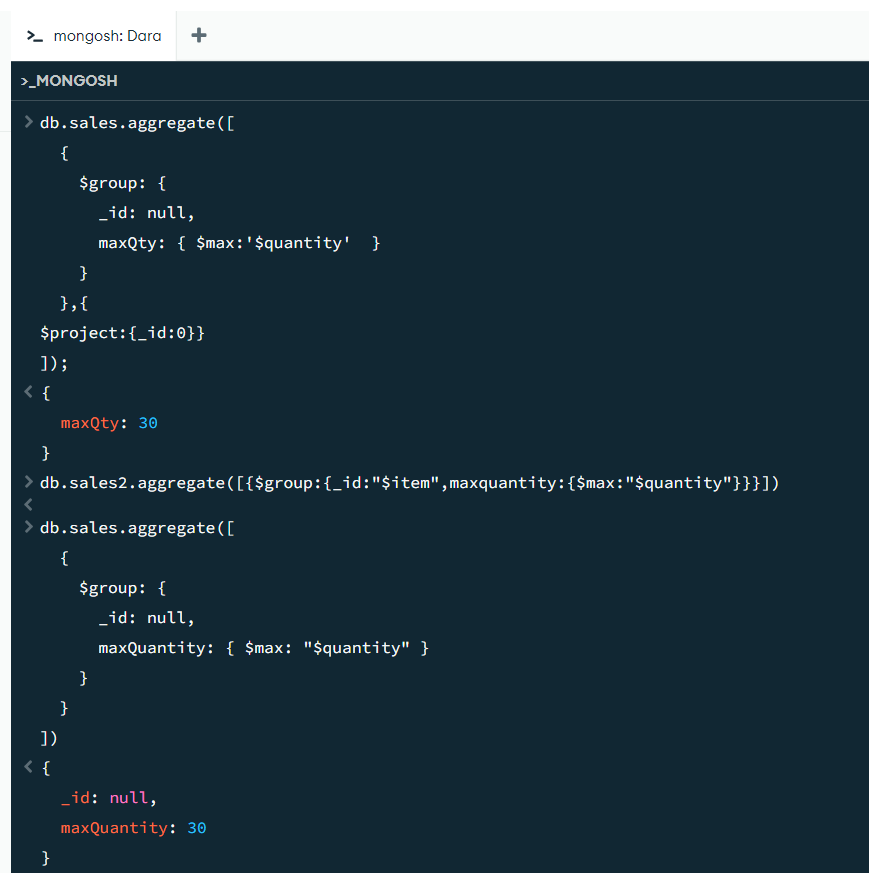 >_ mongosh: Dara +
>_MONGOSH
> db.sales.aggregate([
{
$group: {
_id: null,
maxQty: { $max:'$quantity'  }
}
},{
$project:{_id:0}}
]);
< {
maxQty: 30
}
> db.sales2.aggregate([{$group:{_id:"$item",maxquantity:{$max:"$quantity"}}}])
<
> db.sales.aggregate([
{
$group: {
_id: null,
maxQuantity: { $max: "$quantity" }
}
}
])
< {
_id: null,
maxQuantity: 30
}